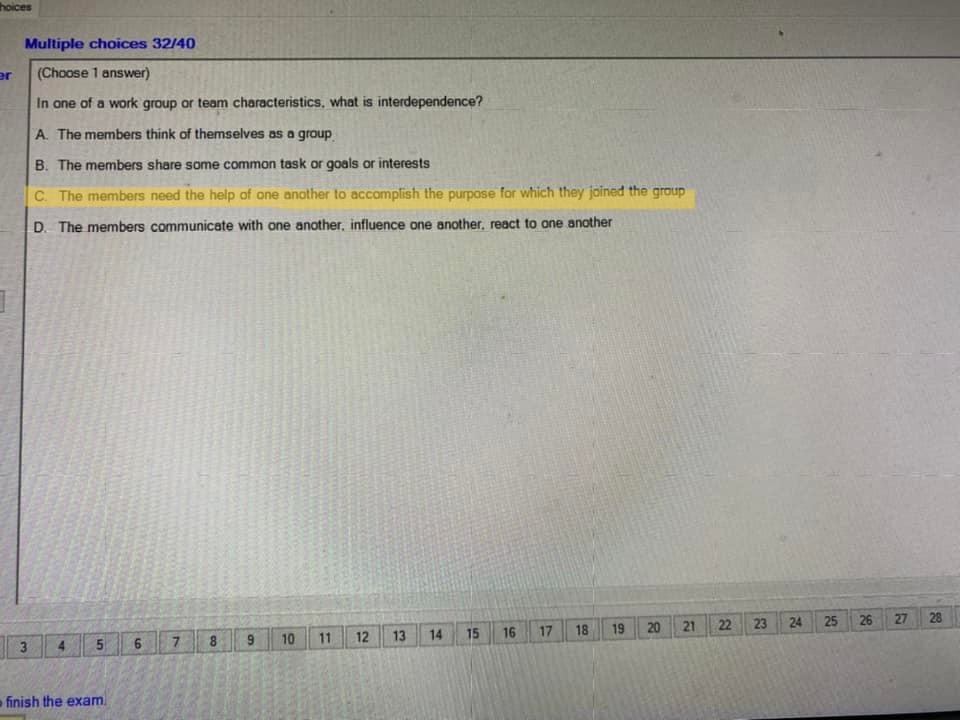 hoices
Multiple choices 32/40
er
(Choose 1 answer)
In one of a work group or team characteristics, what is interdependence?
A. The members think of themselves as a group
B. The members share some common task or goals or interests
C. The members need the help of one another to accomplish the purpose for which they joined the group
D. The members communicate with one another, influence one another, react to one another
3 4 5 6 7 8 9 10 11 12 13 14 15 16 17 18 19 20 21 22 23 24 25 26 27 28
finish the exam.